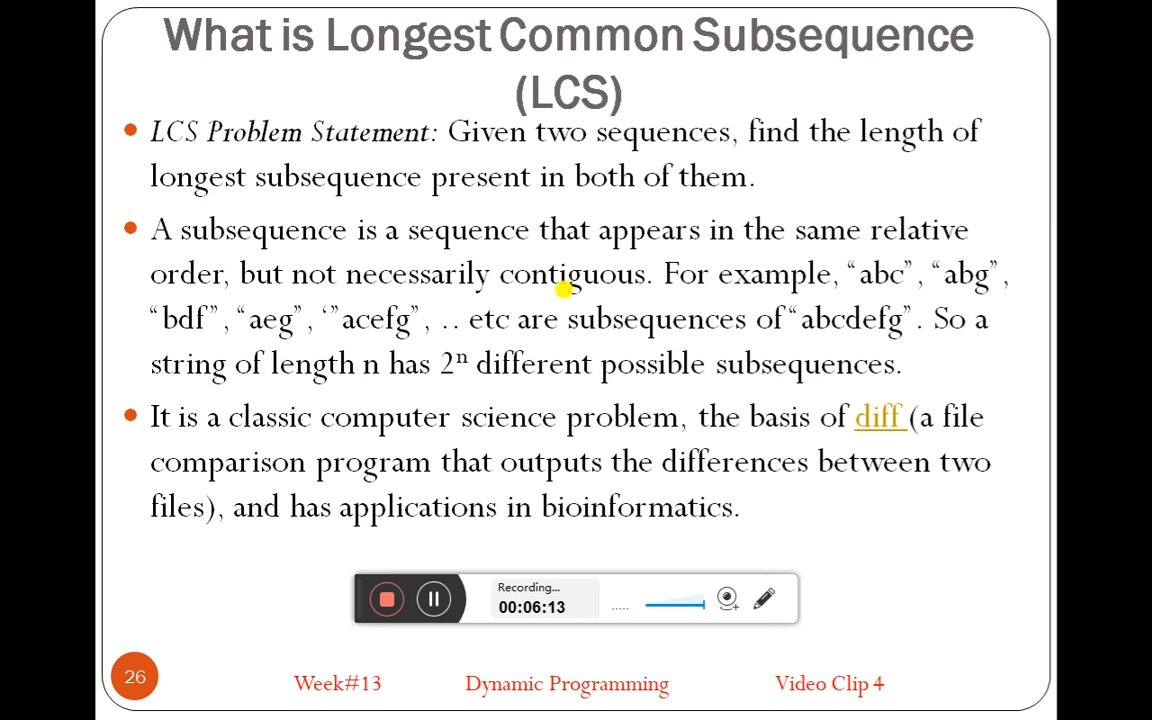 What is Longest Common Subsequence
(LCS)
• LCS Problem Statement: Given two sequences, find the length of
longest subsequence present in both of them.
• A subsequence is a sequence that appears in the same relative
order, but not necessarily contiguous. For example, “abc”, “abg”,
“bdf”, “aeg”, ‘”acefg”, .. etc are subsequences of “abcdefg”. So a
string of length n has 2ⁿ different possible subsequences.
• It is a classic computer science problem, the basis of diff (a file
comparison program that outputs the differences between two
files), and has applications in bioinformatics.
Recording...
00:06:13
26
Week#13
Dynamic Programming
Video Clip 4